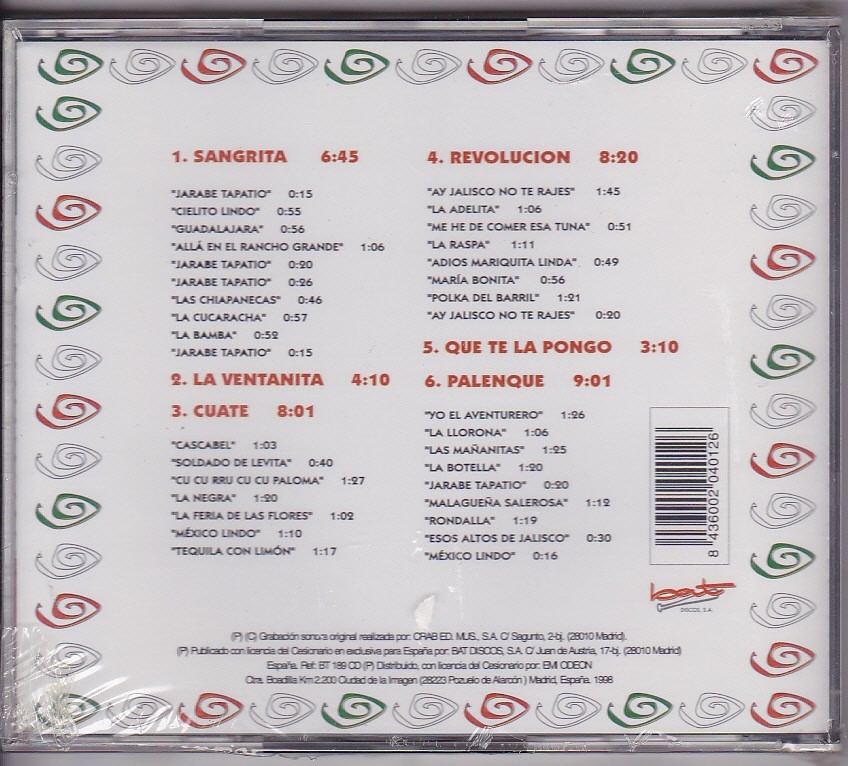 1. SANGRITA 6:45
"JARABE TAPATIO" 0:15
"CIELITO LINDO" 0:55
"GUADALAJARA" 0:56
"ALLÁ EN EL RANCHO GRANDE" 1:06
"JARABE TAPATIO" 0:20
"JARABE TAPATIO" 0:26
"LAS CHIAPANECAS" 0:46
"LA CUCARACHA" 0:57
"LA BAMBA" 0:52
"JARABE TAPATIO" 0:15
2. LA VENTANITA 4:10
3. CUATE 8:01
"CASCABEL" 1:03
"SOLDADO DE LEVITA" 0:40
"CU CU RRU CU CU PALOMA" 1:27
"LA NEGRA" 1:20
"LA FERIA DE LAS FLORES" 1:02
"MÉXICO LINDO" 1:10
"TEQUILA CON LIMÓN" 1:17
4. REVOLUCION 8:20
"AY JALISCO NO TE RAJES" 1:45
"LA ADELITA" 1:06
"ME HE DE COMER ESA TUNA" 0:51
"LA RASPA" 1:11
"ADIOS MARIQUITA LINDA" 0:49
"MARÍA BONITA" 0:56
"POLKA DEL BARRIL" 1:21
"AY JALISCO NO TE RAJES" 0:20
5. QUE TE LA PONGO 3:10
6. PALENQUE 9:01
"YO EL AVENTURERO" 1:26
"LA LLORONA" 1:06
"LAS MAÑANITAS" 1:25
"LA BOTELLA" 1:20
"JARABE TAPATIO" 0:20
"MALAGUEÑA SALEROSA" 1:12
"RONDALLA" 1:19
"ESOS ALTOS DE JALISCO" 0:30
"MÉXICO LINDO" 0:16
8 436002 040126
bat
DISCOS, S.A.
(P) (C) Grabación sonora original realizada por: CRAB ED. MUS., S.A. C/ Sagunto, 2-bj. (28010 Madrid).
(P) Publicado con licencia del Cesionario en exclusiva para España por: BAT DISCOS, S.A. C/ Juan de Austria, 17-bj. (28010 Madrid)
España. Ref: BT 189 CD (P) Distribuido, con licencia del Cesionario por: EMI ODEON
Ctra. Boadilla Km 2.200 Ciudad de la Imagen (28223 Pozuelo de Alarcón ) Madrid, España. 1998